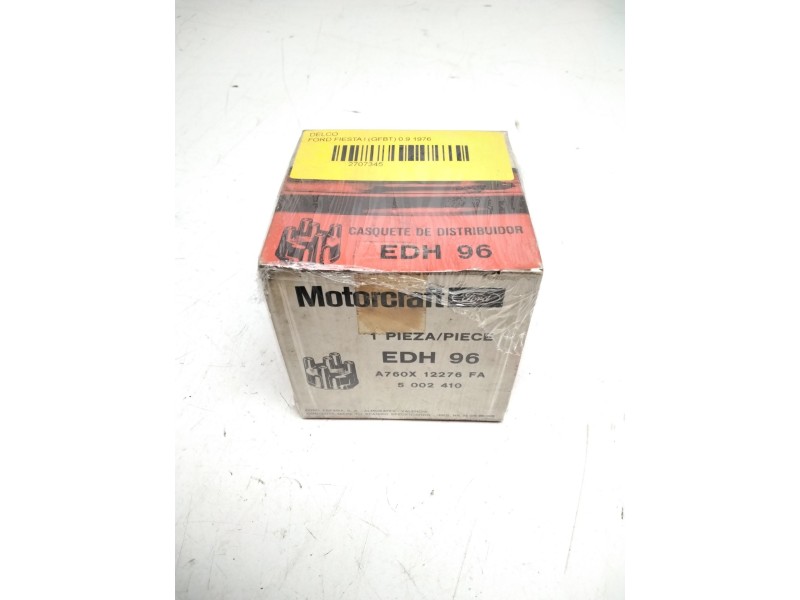 DELCO
FORD FIESTA I (GFBT) 0.9 1976
2707345
CASQUETE DE DISTRIBUIDOR
EDH 96
Motorcraft
Ford
1 PIEZA/PIECE
EDH 96
A760X 12276 FA
5 002 410